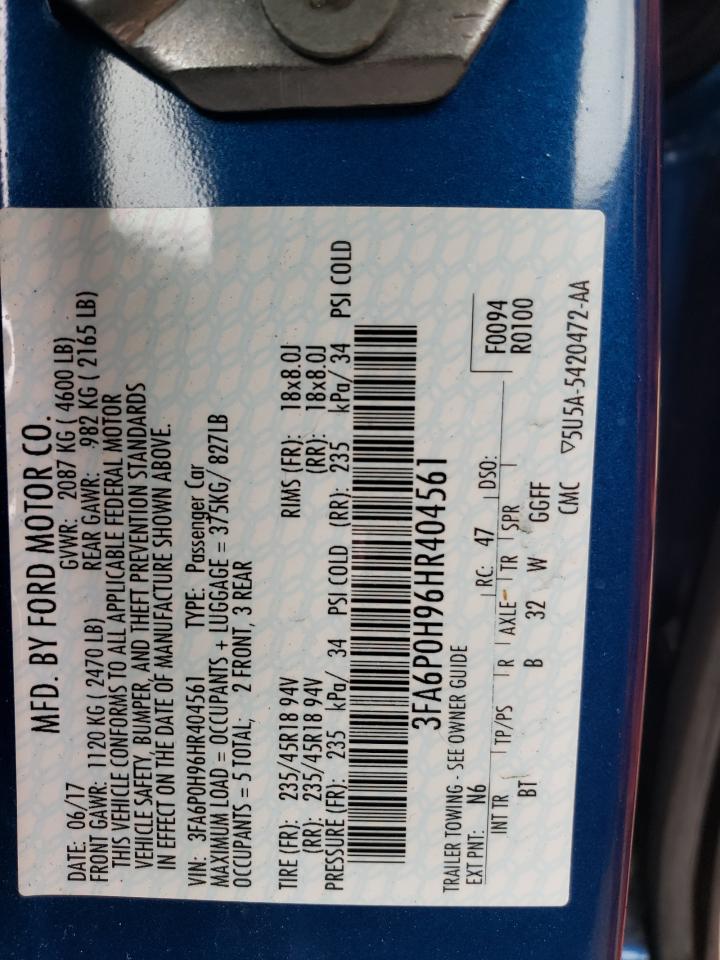 MFD. BY FORD MOTOR CO.
DATE: 06/17 GVWR: 2087 KG ( 4600 LB)
FRONT GAWR: 1120 KG (2470 LB) REAR GAWR: 982 KG ( 2165 LB)
THIS VEHICLE CONFORMS TO ALL APPLICABLE FEDERAL MOTOR
VEHICLE SAFETY, BUMPER, AND THEFT PREVENTION STANDARDS
IN EFFECT ON THE DATE OF MANUFACTURE SHOWN ABOVE.
VIN: 3FA6P0H96HR404561 TYPE: Passenger Car
MAXIMUM LOAD = OCCUPANTS + LUGGAGE = 375KG/ 827LB
OCCUPANTS = 5 TOTAL, 2 FRONT, 3 REAR
TIRE (FR): 235/45R18 94V RIMS (FR): 18x8.0J
(RR): 235/45R18 94V (RR): 18x8.0J
PRESSURE (FR): 235 kPa/ 34 PSI COLD (RR): 235 kPa/ 34 PSI COLD
3FA6P0H96HR404561
TRAILER TOWING - SEE OWNER GUIDE
EXT PNT: N6 RC: 47 DSO: F0094
INT TR TP/PS R AXLE TR SPR R0100
BT B 32 W GGFF
CMC ▽5U5A-5420472-AA